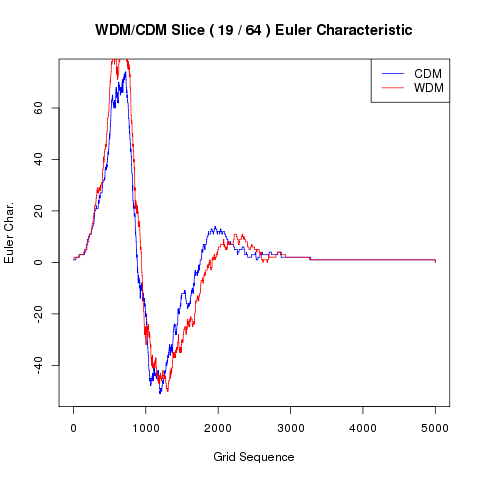 WDM/CDM Slice ( 19 / 64 ) Euler Characteristic
CDM
WDM
Euler Char.
60
40
20
0
-20
-40
0 1000 2000 3000 4000 5000
Grid Sequence